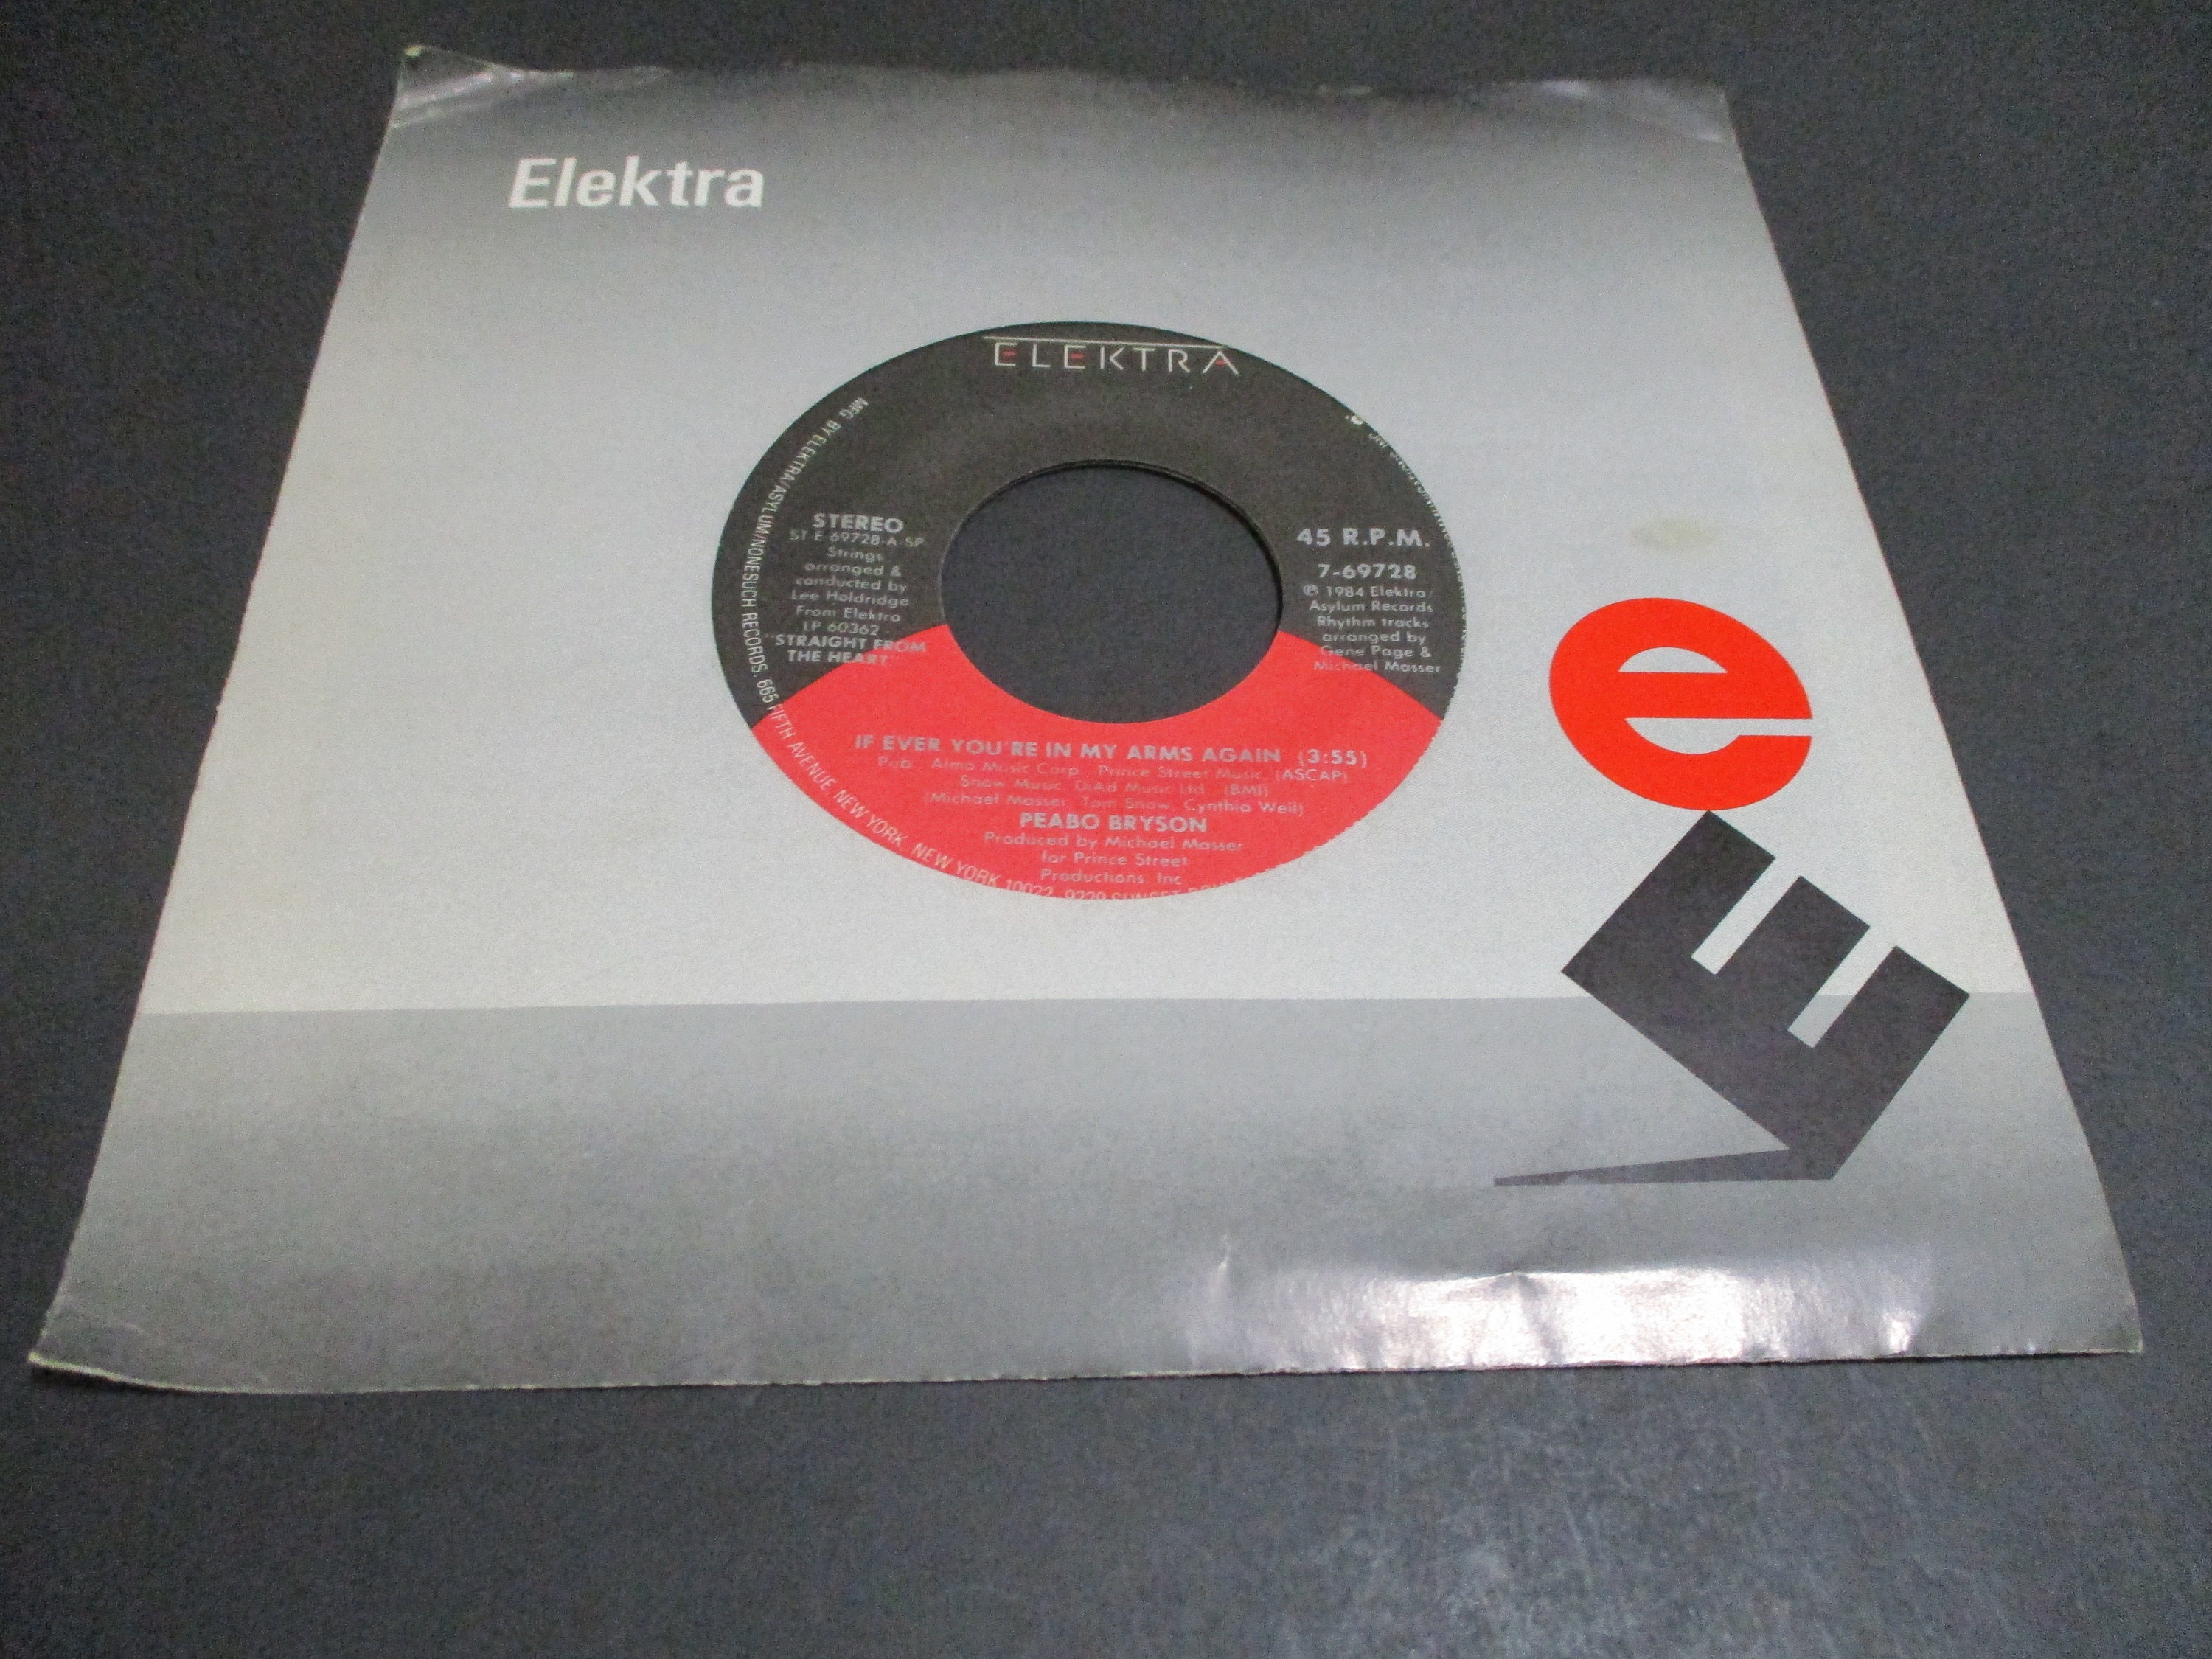 Elektra
ELEKTRA
MFG. BY ELEKTRA/ASYLUM/NONESUCH RECORDS, 665 FIFTH AVENUE, NEW YORK, NEW YORK 10022
STEREO
ST-E-69728-A-SP
Strings
arranged &
conducted by
Lee Holdridge
From Elektra
LP 60362
"STRAIGHT FROM
THE HEART"
45 R.P.M.
7-69728
℗ 1984 Elektra/
Asylum Records
Rhythm tracks
arranged by
Gene Page &
Michael Masser
IF EVER YOU'RE IN MY ARMS AGAIN (3:55)
Pub., Almo Music Corp., Prince Street Music, (ASCAP)
Snow Music, DiAd Music Ltd. (BMI)
(Michael Masser, Tom Snow, Cynthia Weil)
PEABO BRYSON
Produced by Michael Masser
for Prince Street
Productions, Inc
e
E